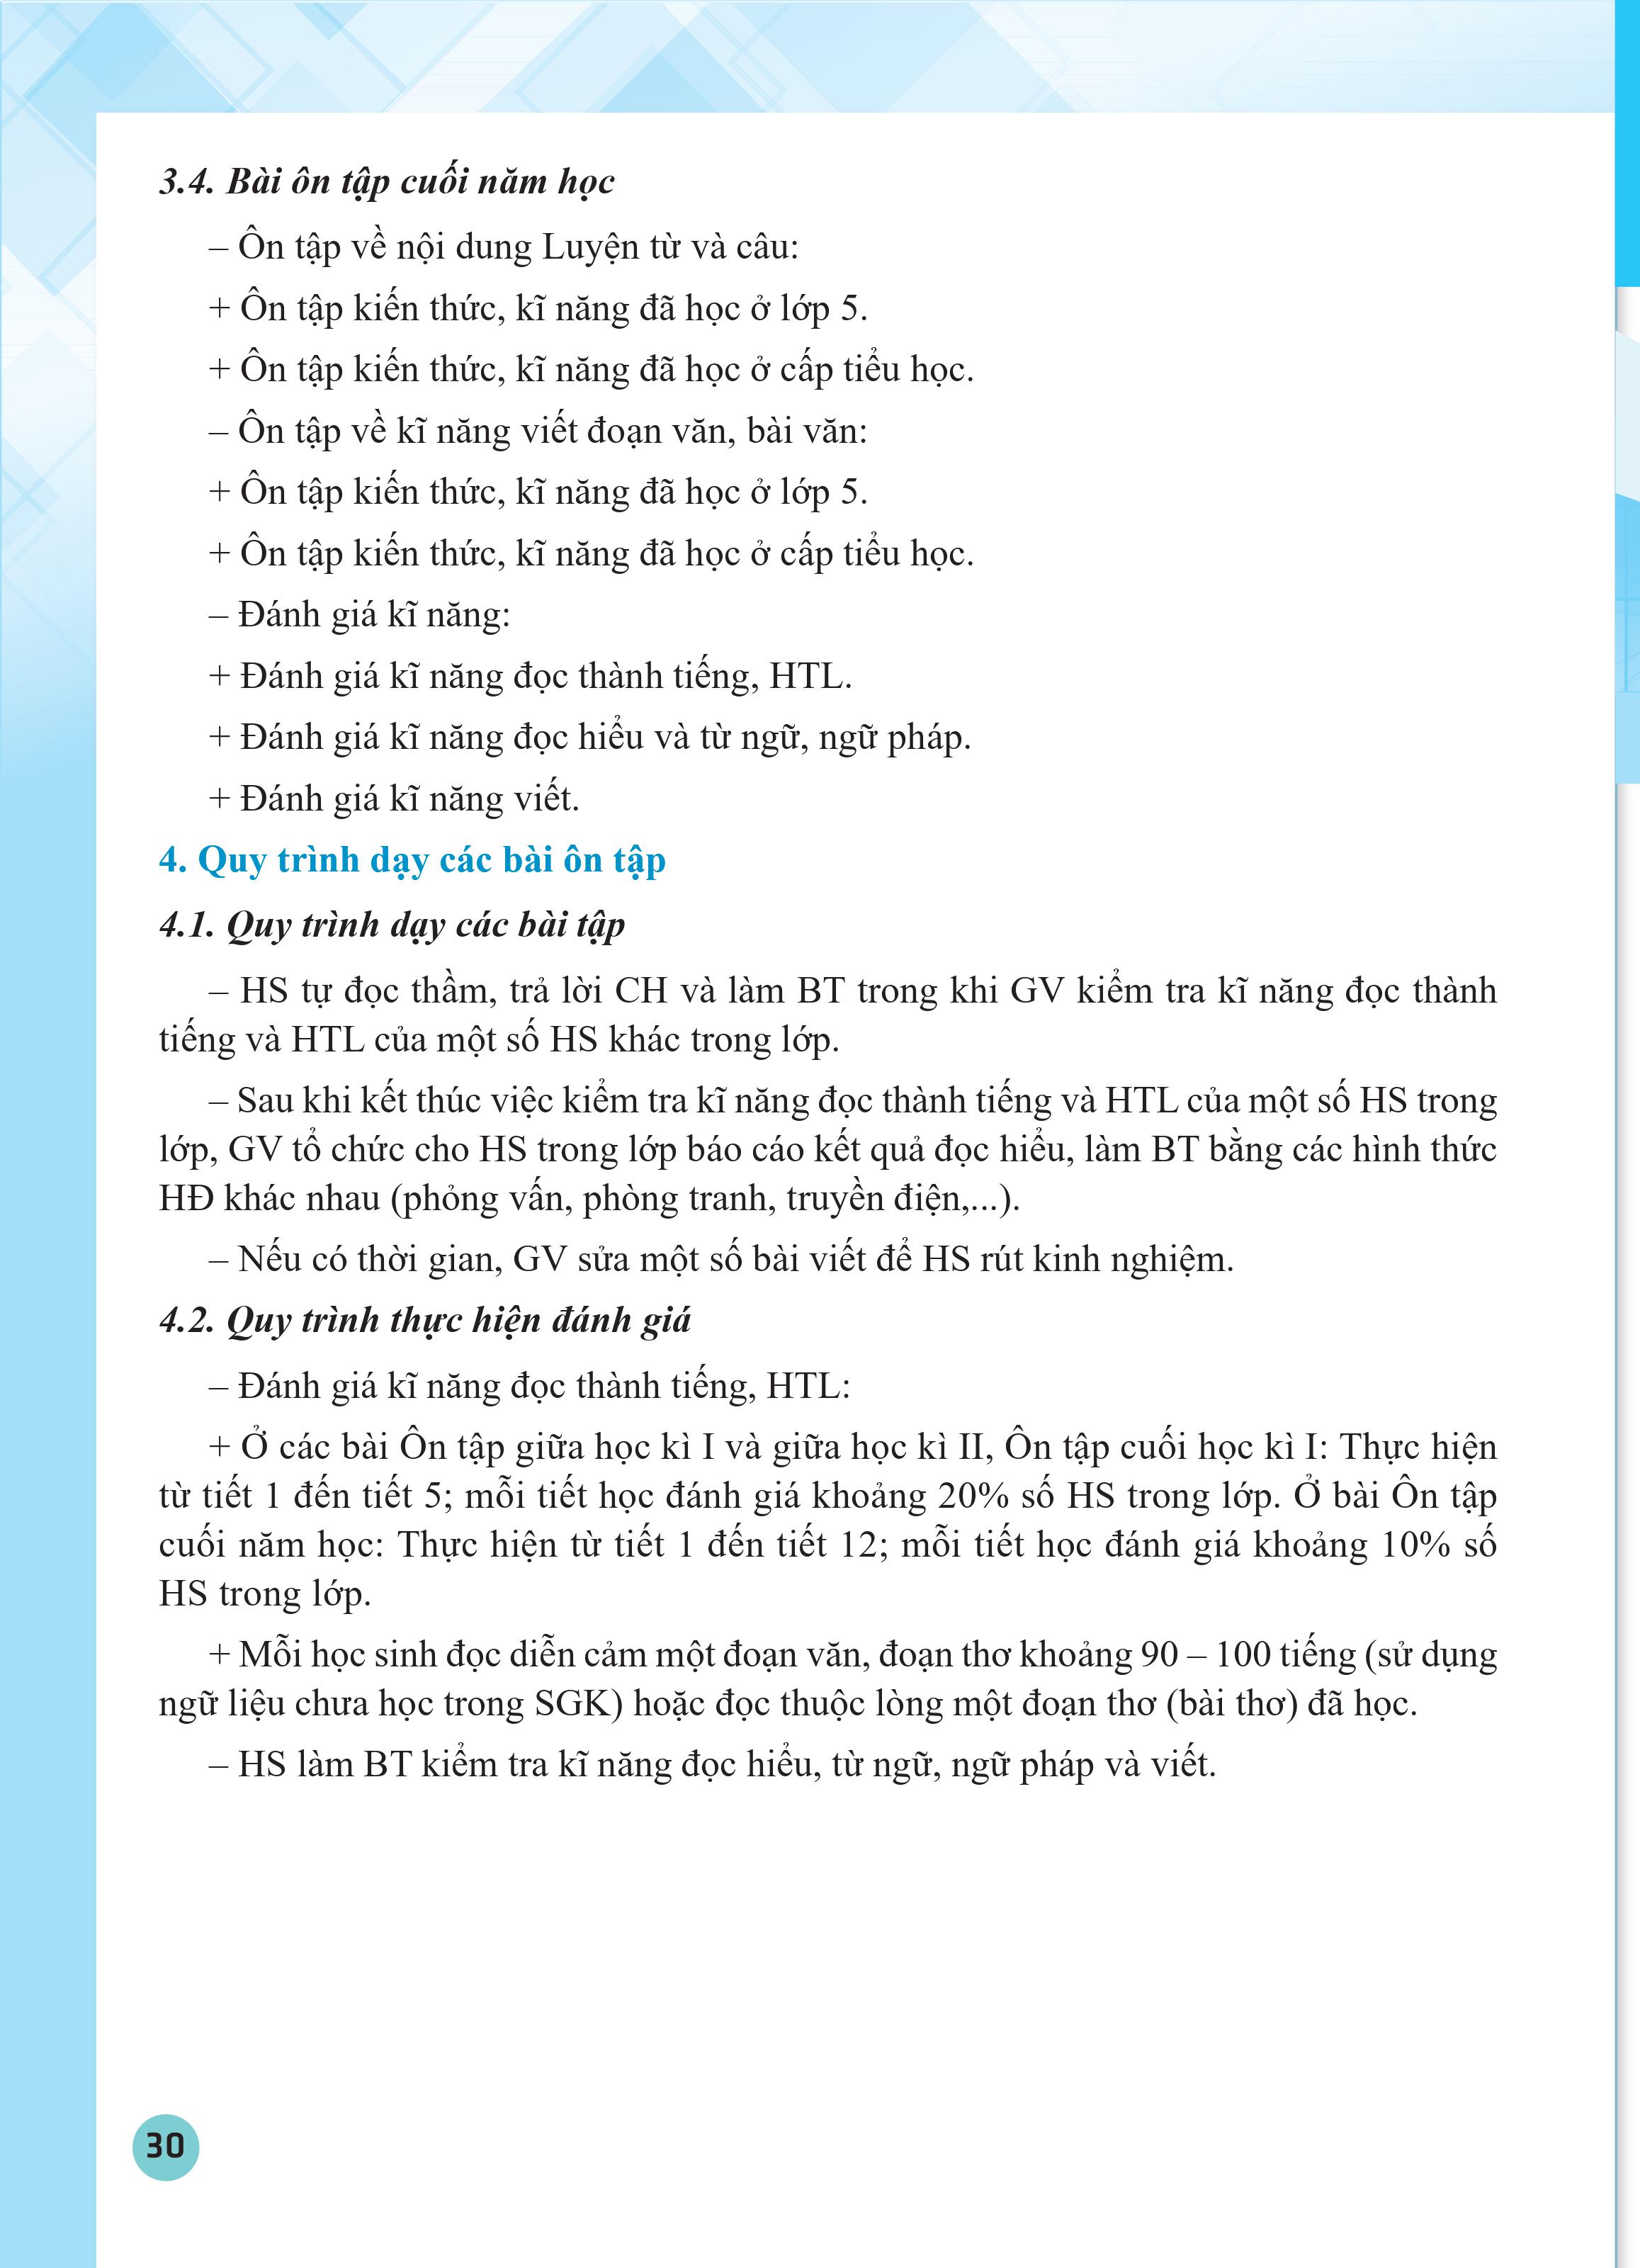 3.4. Bài ôn tập cuối năm học
– Ôn tập về nội dung Luyện từ và câu:
+ Ôn tập kiến thức, kĩ năng đã học ở lớp 5.
+ Ôn tập kiến thức, kĩ năng đã học ở cấp tiểu học.
– Ôn tập về kĩ năng viết đoạn văn, bài văn:
+ Ôn tập kiến thức, kĩ năng đã học ở lớp 5.
+ Ôn tập kiến thức, kĩ năng đã học ở cấp tiểu học.
– Đánh giá kĩ năng:
+ Đánh giá kĩ năng đọc thành tiếng, HTL.
+ Đánh giá kĩ năng đọc hiểu và từ ngữ, ngữ pháp.
+ Đánh giá kĩ năng viết.
4. Quy trình dạy các bài ôn tập
4.1. Quy trình dạy các bài tập
– HS tự đọc thầm, trả lời CH và làm BT trong khi GV kiểm tra kĩ năng đọc thành
tiếng và HTL của một số HS khác trong lớp.
– Sau khi kết thúc việc kiểm tra kĩ năng đọc thành tiếng và HTL của một số HS trong
lớp, GV tổ chức cho HS trong lớp báo cáo kết quả đọc hiểu, làm BT bằng các hình thức
HĐ khác nhau (phỏng vấn, phòng tranh, truyền điện,...).
– Nếu có thời gian, GV sửa một số bài viết để HS rút kinh nghiệm.
4.2. Quy trình thực hiện đánh giá
– Đánh giá kĩ năng đọc thành tiếng, HTL:
+ Ở các bài Ôn tập giữa học kì I và giữa học kì II, Ôn tập cuối học kì I: Thực hiện
từ tiết 1 đến tiết 5; mỗi tiết học đánh giá khoảng 20% số HS trong lớp. Ở bài Ôn tập
cuối năm học: Thực hiện từ tiết 1 đến tiết 12; mỗi tiết học đánh giá khoảng 10% số
HS trong lớp.
+ Mỗi học sinh đọc diễn cảm một đoạn văn, đoạn thơ khoảng 90 – 100 tiếng (sử dụng
ngữ liệu chưa học trong SGK) hoặc đọc thuộc lòng một đoạn thơ (bài thơ) đã học.
– HS làm BT kiểm tra kĩ năng đọc hiểu, từ ngữ, ngữ pháp và viết.
30